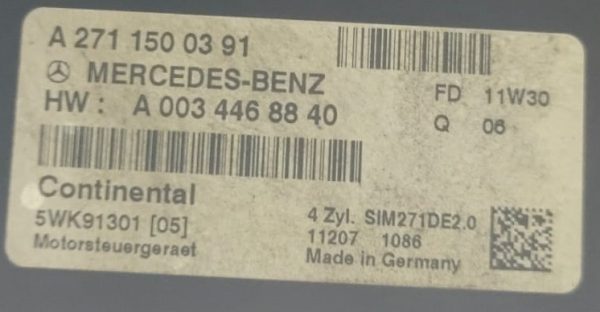 A 271 150 03 91
MERCEDES-BENZ
FD 11W30
HW : A 003 446 88 40
Q 06
Continental
5WK91301 [05]
4 Zyl. SIM271DE2.0
Motorsteuergeraet
11207 1086
Made in Germany